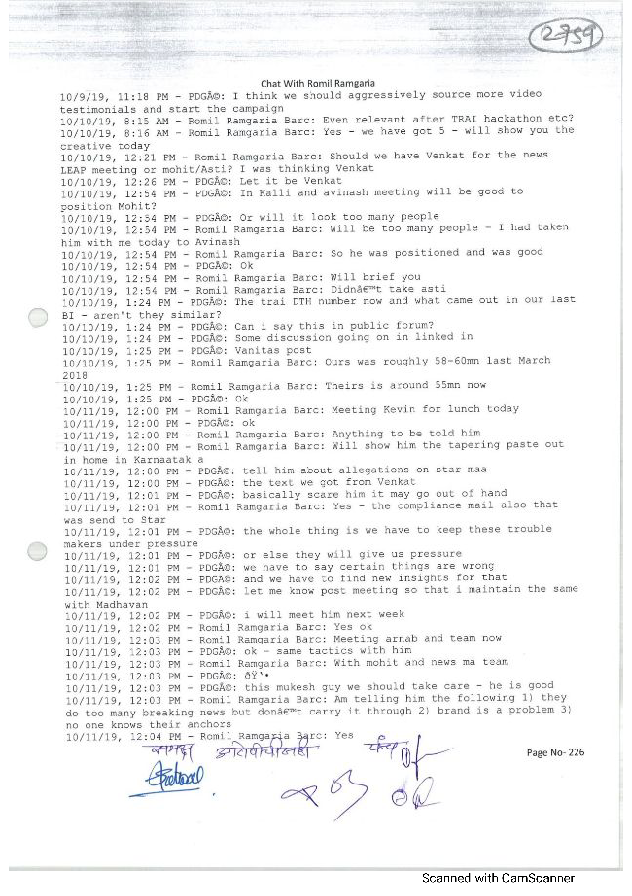 2759
Chat With Romil Ramgaria
10/9/19, 11:18 PM - PDGÃ©: I think we should aggressively source more video
testimonials and start the campaign
10/10/19, 8:15 AM - Romil Ramgaria Barc: Even relevant after TRAI hackathon etc?
10/10/19, 8:16 AM - Romil Ramgaria Barc: Yes - we have got 5 - will show you the
creative today
10/10/19, 12:21 PM - Romil Ramgaria Barc: Should we have Venkat for the news
LEAP meeting or mohit/Asti? I was thinking Venkat
10/10/19, 12:26 PM - PDGÃ©: Let it be Venkat
10/10/19, 12:54 PM - PDGÃ©: In Kalli and avinash meeting will be good to
position Mohit?
10/10/19, 12:54 PM - PDGÃ©: Or will it look too many people
10/10/19, 12:54 PM - Romil Ramgaria Barc: Will be too many people - I had taken
him with me today to Avinash
10/10/19, 12:54 PM - Romil Ramgaria Barc: So he was positioned and was good
10/10/19, 12:54 PM - PDGÃ©: Ok
10/10/19, 12:54 PM - Romil Ramgaria Barc: Will brief you
10/10/19, 12:54 PM - Romil Ramgaria Barc: Didnâ€™t take asti
10/10/19, 1:24 PM - PDGÃ©: The trai DTH number now and what came out in our last
BI - aren't they similar?
10/10/19, 1:24 PM - PDGÃ©: Can i say this in public forum?
10/10/19, 1:24 PM - PDGÃ©: Some discussion going on in linked in
10/10/19, 1:25 PM - PDGÃ©: Vanitas post
10/10/19, 1:25 PM - Romil Ramgaria Barc: Ours was roughly 58-60mn last March
2018
10/10/19, 1:25 PM - Romil Ramgaria Barc: Theirs is around 55mn now
10/10/19, 1:25 PM - PDGÃ©: Ok
10/11/19, 12:00 PM - Romil Ramgaria Barc: Meeting Kevin for lunch today
10/11/19, 12:00 PM - PDGÃ©: ok
10/11/19, 12:00 PM - Romil Ramgaria Barc: Anything to be told him
10/11/19, 12:00 PM - Romil Ramgaria Barc: Will show him the tapering paste out
in home in Karnaatak a
10/11/19, 12:00 PM - PDGÃ©: tell him about allegations on star maa
10/11/19, 12:00 PM - PDGÃ©: the text we got from Venkat
10/11/19, 12:01 PM - PDGÃ©: basically scare him it may go out of hand
10/11/19, 12:01 PM - Romil Ramgaria Barc: Yes - the compliance mail also that
was send to Star
10/11/19, 12:01 PM - PDGÃ©: the whole thing is we have to keep these trouble
makers under pressure
10/11/19, 12:01 PM - PDGÃ©: or else they will give us pressure
10/11/19, 12:01 PM - PDGÃ©: we have to say certain things are wrong
10/11/19, 12:02 PM - PDGÃ©: and we have to find new insights for that
10/11/19, 12:02 PM - PDGÃ©: let me know post meeting so that i maintain the same
with Madhavan
10/11/19, 12:02 PM - PDGÃ©: i will meet him next week
10/11/19, 12:02 PM - Romil Ramgaria Barc: Yes ok
10/11/19, 12:03 PM - Romil Ramgaria Barc: Meeting arnab and team now
10/11/19, 12:03 PM - PDGÃ©: ok - same tactics with him
10/11/19, 12:03 PM - Romil Ramgaria Barc: With mohit and news ma team
10/11/19, 12:03 PM - PDGÃ©: ðŸ‘•
10/11/19, 12:03 PM - PDGÃ©: this mukesh guy we should take care - he is good
10/11/19, 12:03 PM - Romil Ramgaria Barc: Am telling him the following 1) they
do too many breaking news but donâ€™t carry it through 2) brand is a problem 3)
no one knows their anchors
10/11/19, 12:04 PM - Romil Ramgaria Barc: Yes
Page No- 226
Scanned with CamScanner